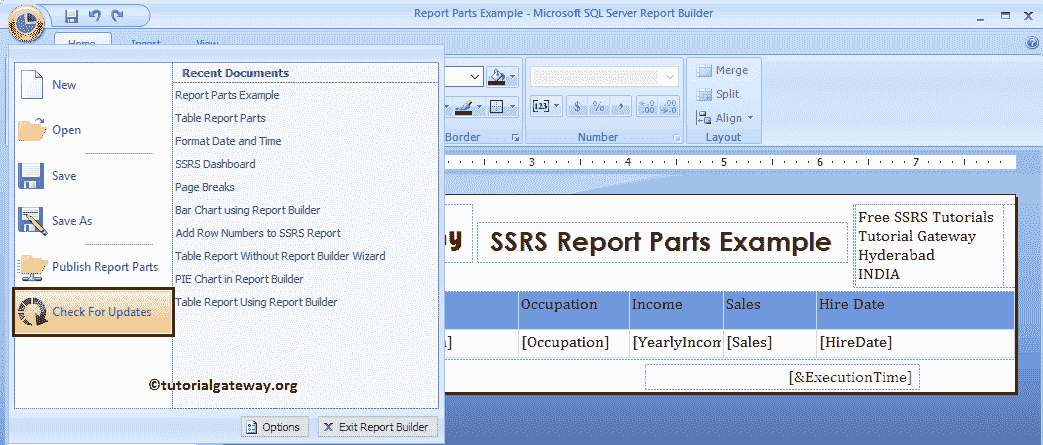 Report Parts Example - Microsoft SQL Server Report Builder
Home Insert View
New
Open
Save
Save As
Publish Report Parts
Check For Updates
Recent Documents
Report Parts Example
Table Report Parts
Format Date and Time
SSRS Dashboard
Page Breaks
Bar Chart using Report Builder
Add Row Numbers to SSRS Report
Table Report Without Report Builder Wizard
PIE Chart in Report Builder
Table Report Using Report Builder
©tutorialgateway.org
Options
Exit Report Builder
Border
123
$ % ,
Number
Merge
Split
Align
Layout
3 4 5 6 7
SSRS Report Parts Example
Free SSRS Tutorials
Tutorial Gateway
Hyderabad
INDIA
Occupation Income Sales Hire Date
[Occupation] [YearlyIncom [Sales] [HireDate]
[&ExecutionTime]